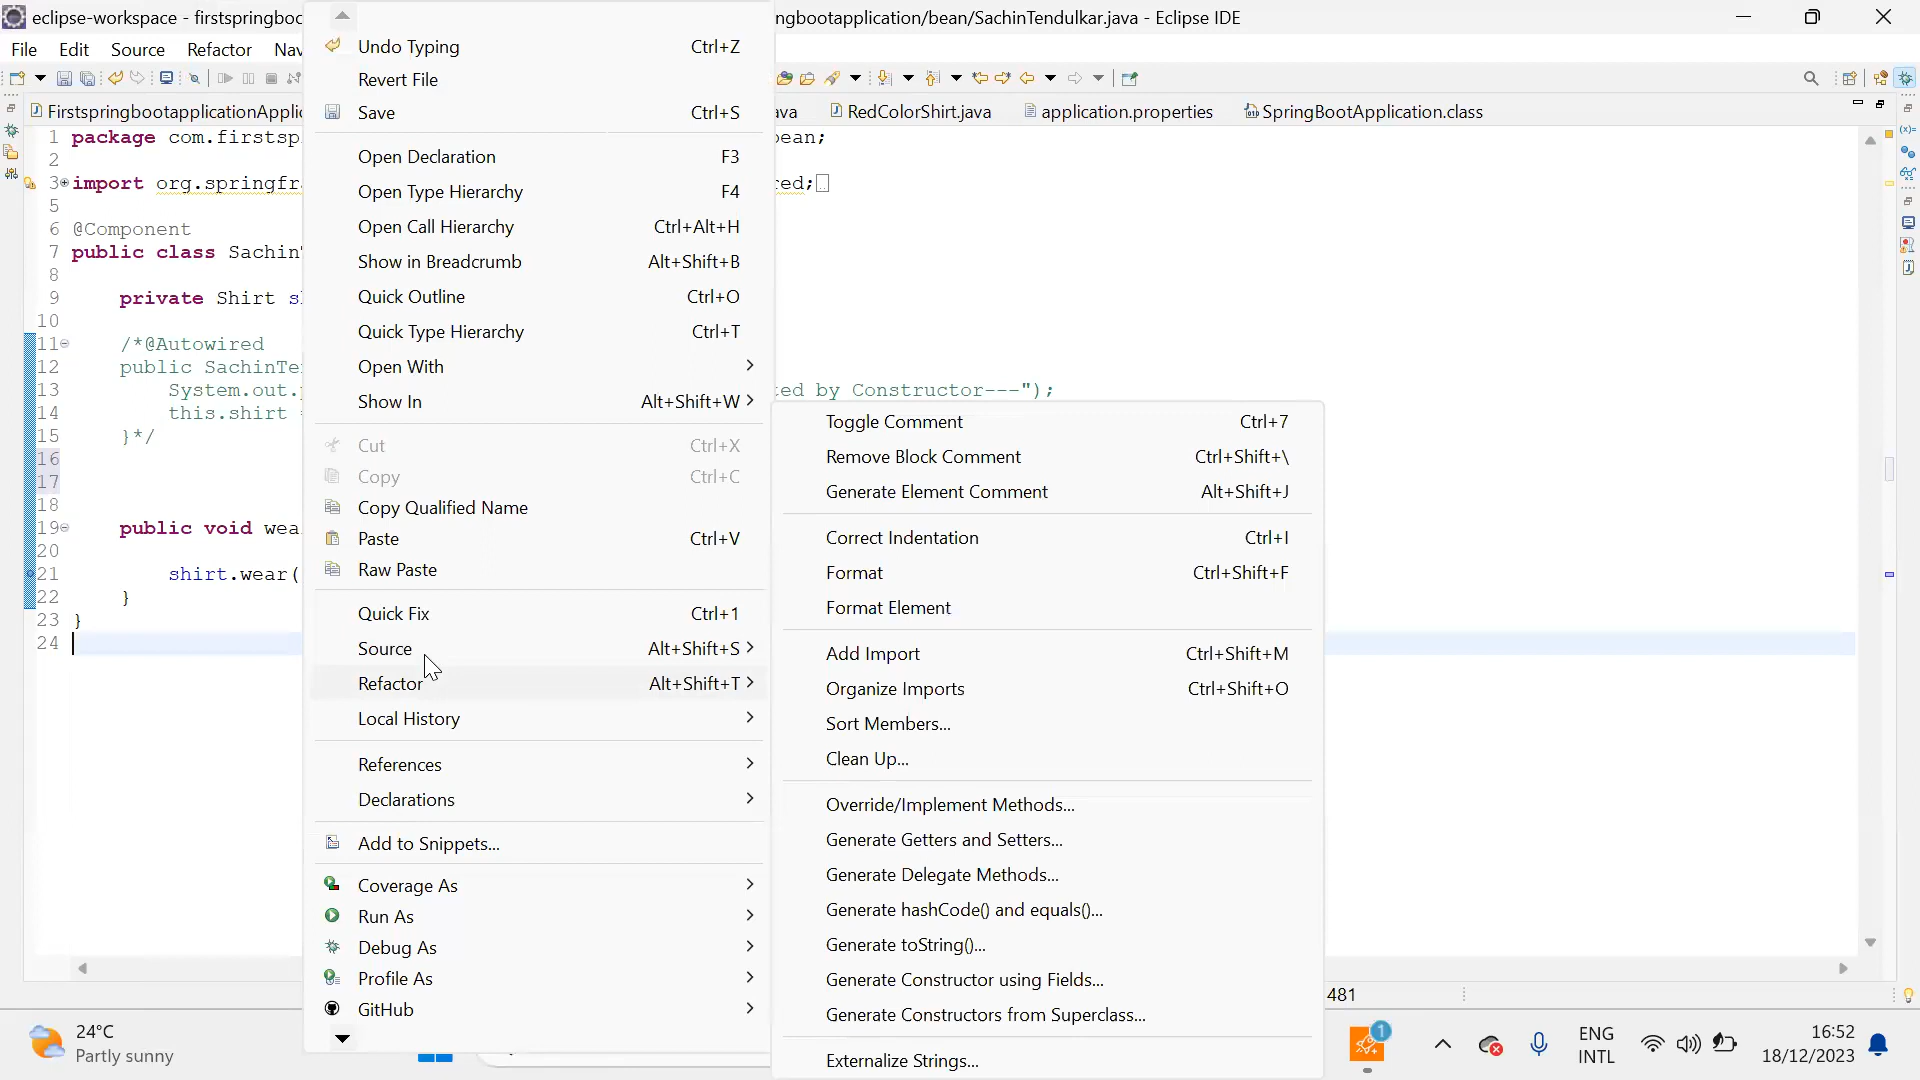 eclipse-workspace - firstspringboo
ngbootapplication/bean/SachinTendulkar.java - Eclipse IDE
File Edit Source Refactor Nav
FirstspringbootapplicationApplic
ava RedColorShirt.java application.properties SpringBootApplication.class
1 package com.firstsp
ean;
2
3 import org.springfr
red;
5
6 @Component
7 public class Sachin
8
9 private Shirt s
10
11 /*@Autowired
12 public SachinTe
13 System.out.
ted by Constructor---");
14 this.shirt
15 }*/
16
17
18
19 public void wea
20
21 shirt.wear(
22 }
23 }
24
Undo Typing Ctrl+Z
Revert File
Save Ctrl+S
Open Declaration F3
Open Type Hierarchy F4
Open Call Hierarchy Ctrl+Alt+H
Show in Breadcrumb Alt+Shift+B
Quick Outline Ctrl+O
Quick Type Hierarchy Ctrl+T
Open With >
Show In Alt+Shift+W >
Cut Ctrl+X
Copy Ctrl+C
Copy Qualified Name
Paste Ctrl+V
Raw Paste
Quick Fix Ctrl+1
Source Alt+Shift+S >
Refactor Alt+Shift+T >
Local History >
References >
Declarations >
Add to Snippets...
Coverage As >
Run As >
Debug As >
Profile As >
GitHub >
Toggle Comment Ctrl+7
Remove Block Comment Ctrl+Shift+\
Generate Element Comment Alt+Shift+J
Correct Indentation Ctrl+I
Format Ctrl+Shift+F
Format Element
Add Import Ctrl+Shift+M
Organize Imports Ctrl+Shift+O
Sort Members...
Clean Up...
Override/Implement Methods...
Generate Getters and Setters...
Generate Delegate Methods...
Generate hashCode() and equals()...
Generate toString()...
Generate Constructor using Fields...
Generate Constructors from Superclass...
Externalize Strings...
481
24°C
Partly sunny
1
ENG
INTL
16:52
18/12/2023